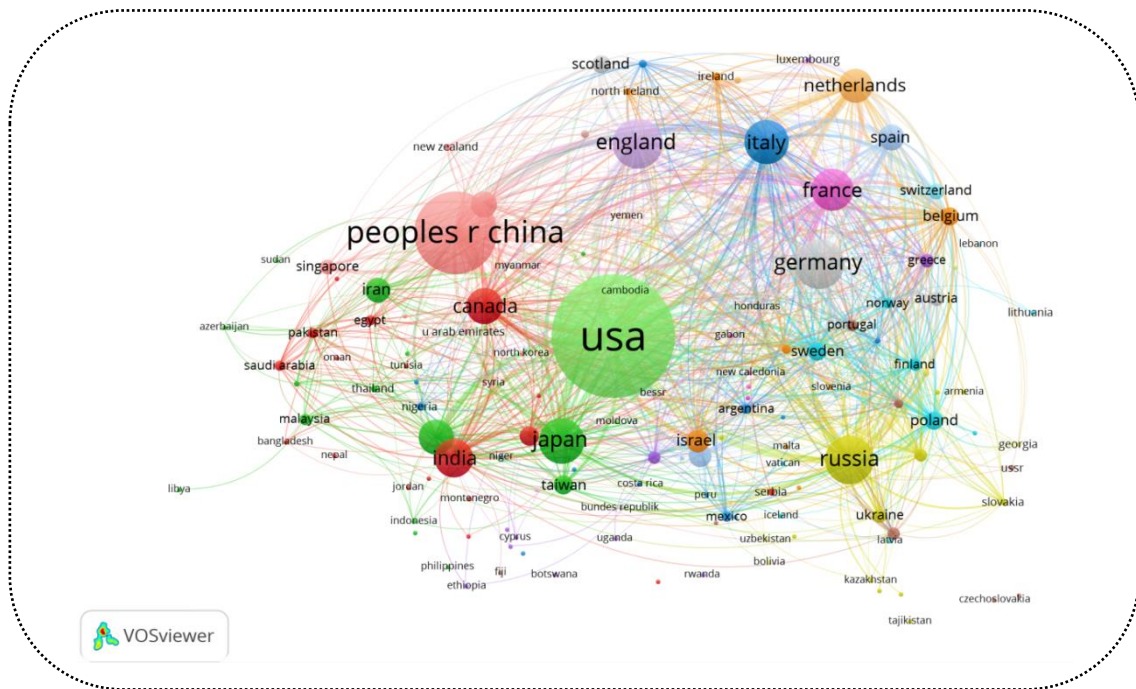 scotland
luxembourg
ireland
netherlands
north ireland
england
italy
spain
new zealand
france
switzerland
yemen
belgium
peoples r china
lebanon
sudan
singapore
myanmar
germany
greece
iran
cambodia
canada
honduras
norway
austria
lithuania
azerbaijan
pakistan
egypt
u arab emirates
usa
gabon
portugal
oman
north korea
sweden
saudi arabia
tunisia
new caledonia
finland
thailand
syria
bessr
slovenia
armenia
malaysia
nigeria
moldova
argentina
poland
bangladesh
japan
israel
malta
georgia
nepal
india
niger
vatican
russia
ussr
libya
jordan
taiwan
costa rica
peru
serbia
montenegro
bundes republik
slovakia
indonesia
mexico
iceland
ukraine
cyprus
uganda
uzbekistan
latvia
philippines
fiji
botswana
rwanda
bolivia
ethiopia
kazakhstan
czechoslovakia
tajikistan
VOSviewer